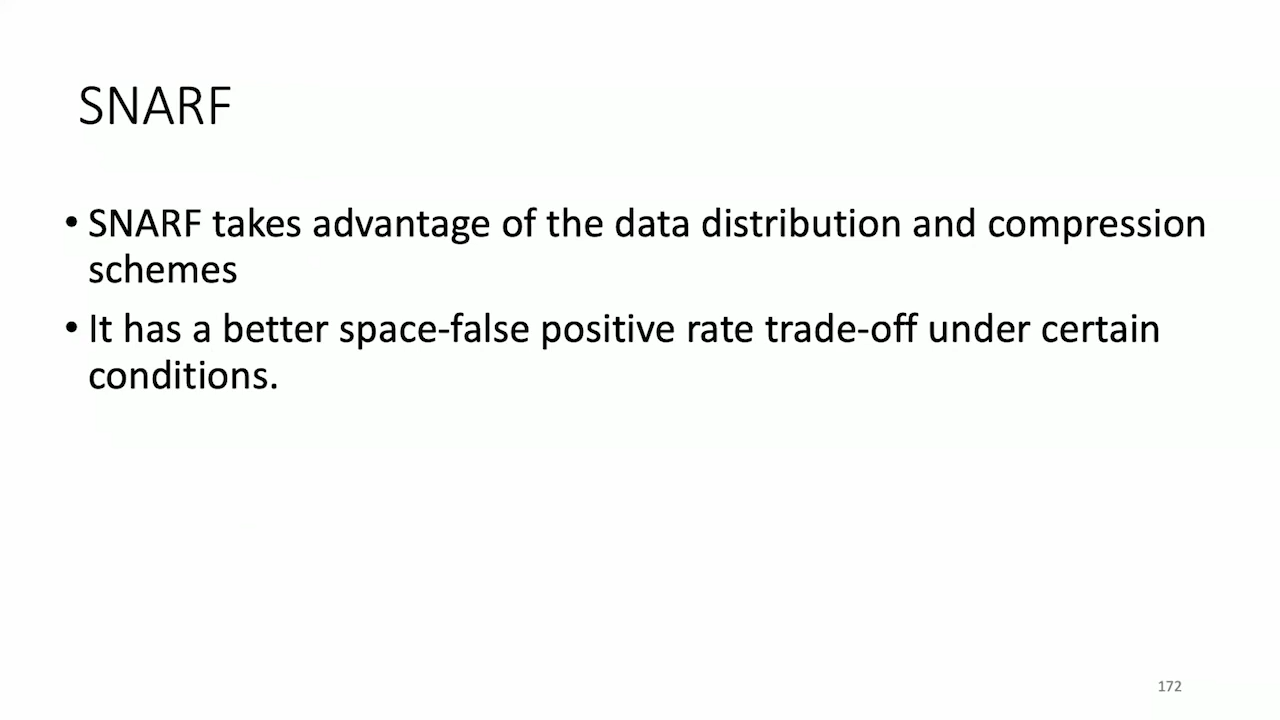 SNARF
• SNARF takes advantage of the data distribution and compression
schemes
• It has a better space-false positive rate trade-off under certain
conditions.
172